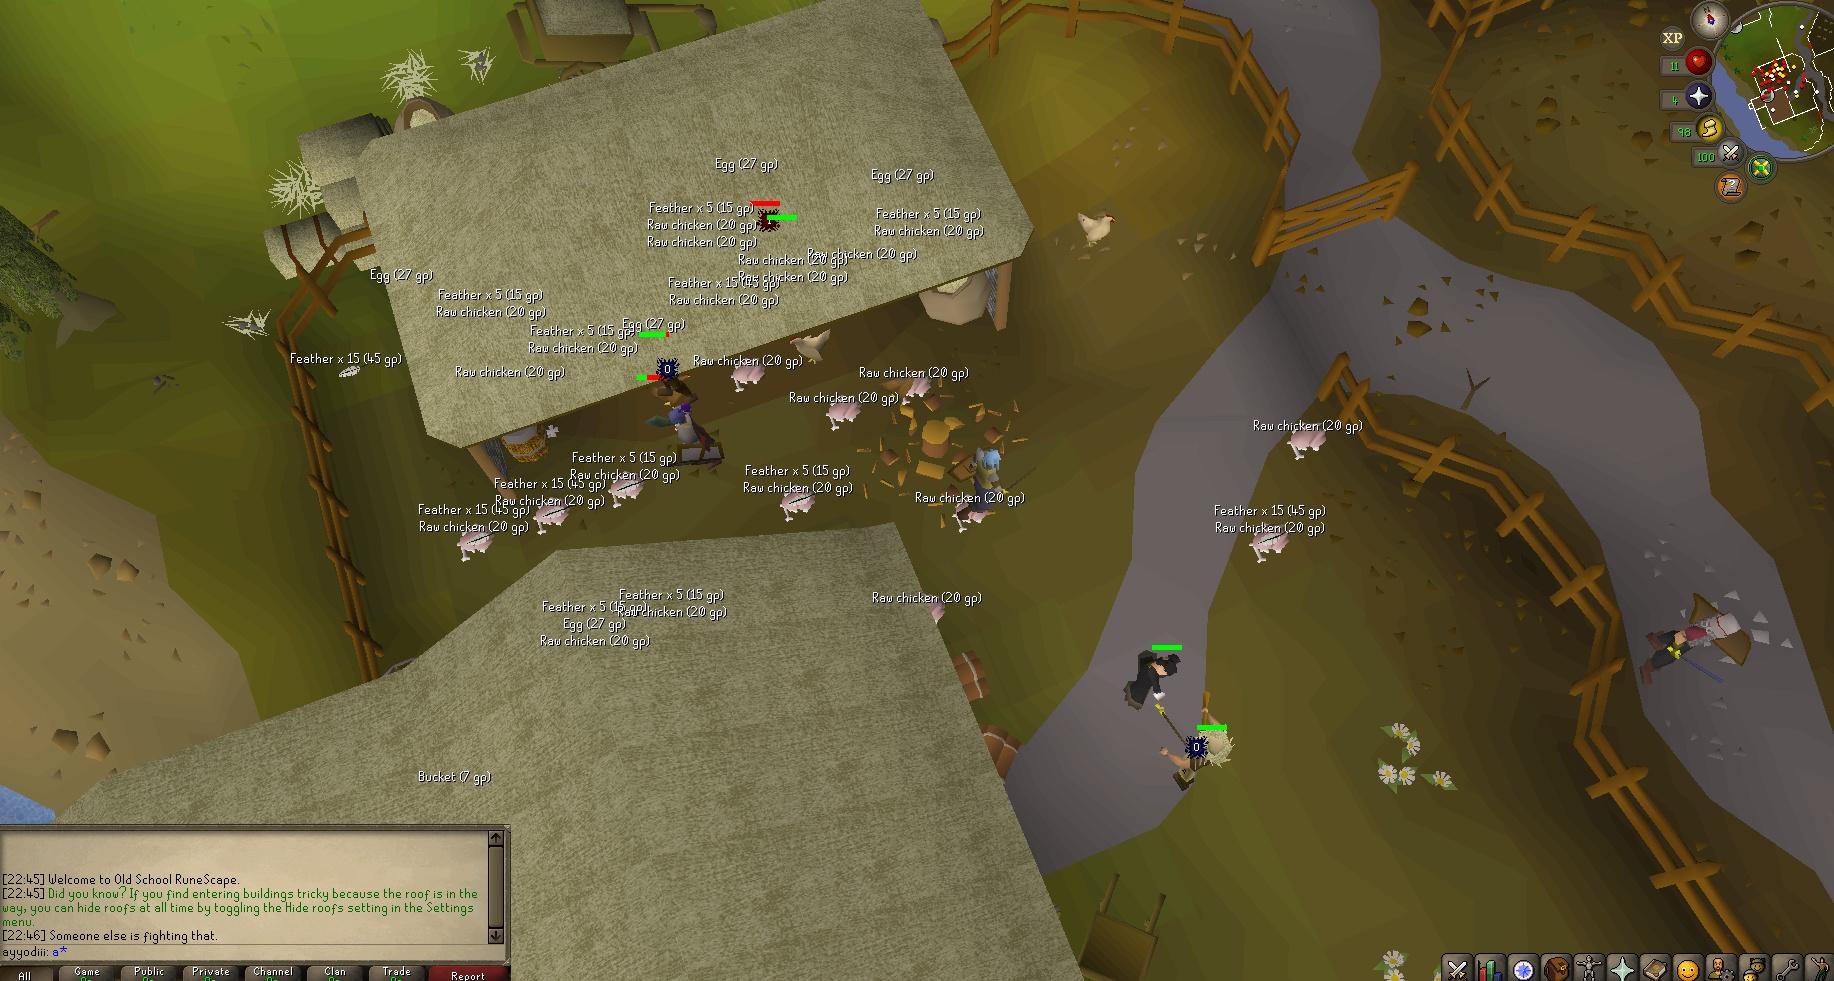 XP
11
4
98
100
Egg (27 gp)
Egg (27 gp)
Feather x 5 (15 gp)
Raw chicken (20 gp)
Raw chicken (20 gp)
Feather x 5 (15 gp)
Raw chicken (20 gp)
Raw chicken (20 gp)
Raw chicken (20 gp)
Raw chicken (20 gp)
Egg (27 gp)
Feather x 15 (45 gp)
Raw chicken (20 gp)
Feather x 5 (15 gp)
Raw chicken (20 gp)
Egg (27 gp)
Feather x 5 (15 gp)
Raw chicken (20 gp)
Feather x 15 (45 gp)
Raw chicken (20 gp)
Raw chicken (20 gp)
0
Raw chicken (20 gp)
Raw chicken (20 gp)
Raw chicken (20 gp)
Feather x 5 (15 gp)
Raw chicken (20 gp)
Feather x 15 (45 gp)
Raw chicken (20 gp)
Feather x 15 (45 gp)
Raw chicken (20 gp)
Feather x 5 (15 gp)
Raw chicken (20 gp)
Raw chicken (20 gp)
Feather x 15 (45 gp)
Raw chicken (20 gp)
Feather x 5 (15 gp)
Raw chicken (20 gp)
Feather x 5 (15 gp)
Egg (27 gp)
Raw chicken (20 gp)
Raw chicken (20 gp)
0
Bucket (7 gp)
[22:45] Welcome to Old School RuneScape.
[22:45] Did you know? If you find entering buildings tricky because the roof is in the
way, you can hide roofs at all time by toggling the Hide roofs setting in the Settings
menu.
[22:46] Someone else is fighting that.
ayyodiii: a*
All Game Public Private Channel Clan Trade Report